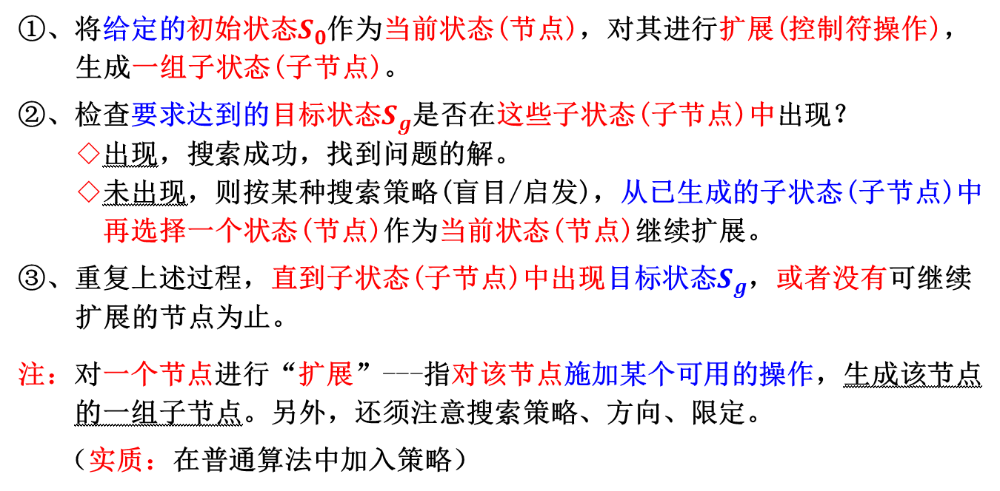 ①、将给定的初始状态S0作为当前状态(节点)，对其进行扩展(控制符操作)，
生成一组子状态(子节点)。
②、检查要求达到的目标状态Sg是否在这些子状态(子节点)中出现？
◇出现，搜索成功，找到问题的解。
◇未出现，则按某种搜索策略(盲目/启发)，从已生成的子状态(子节点)中
再选择一个状态(节点)作为当前状态(节点)继续扩展。
③、重复上述过程，直到子状态(子节点)中出现目标状态Sg，或者没有可继续
扩展的节点为止。
注：对一个节点进行“扩展”---指对该节点施加某个可用的操作，生成该节点
的一组子节点。另外，还须注意搜索策略、方向、限定。
（实质：在普通算法中加入策略）